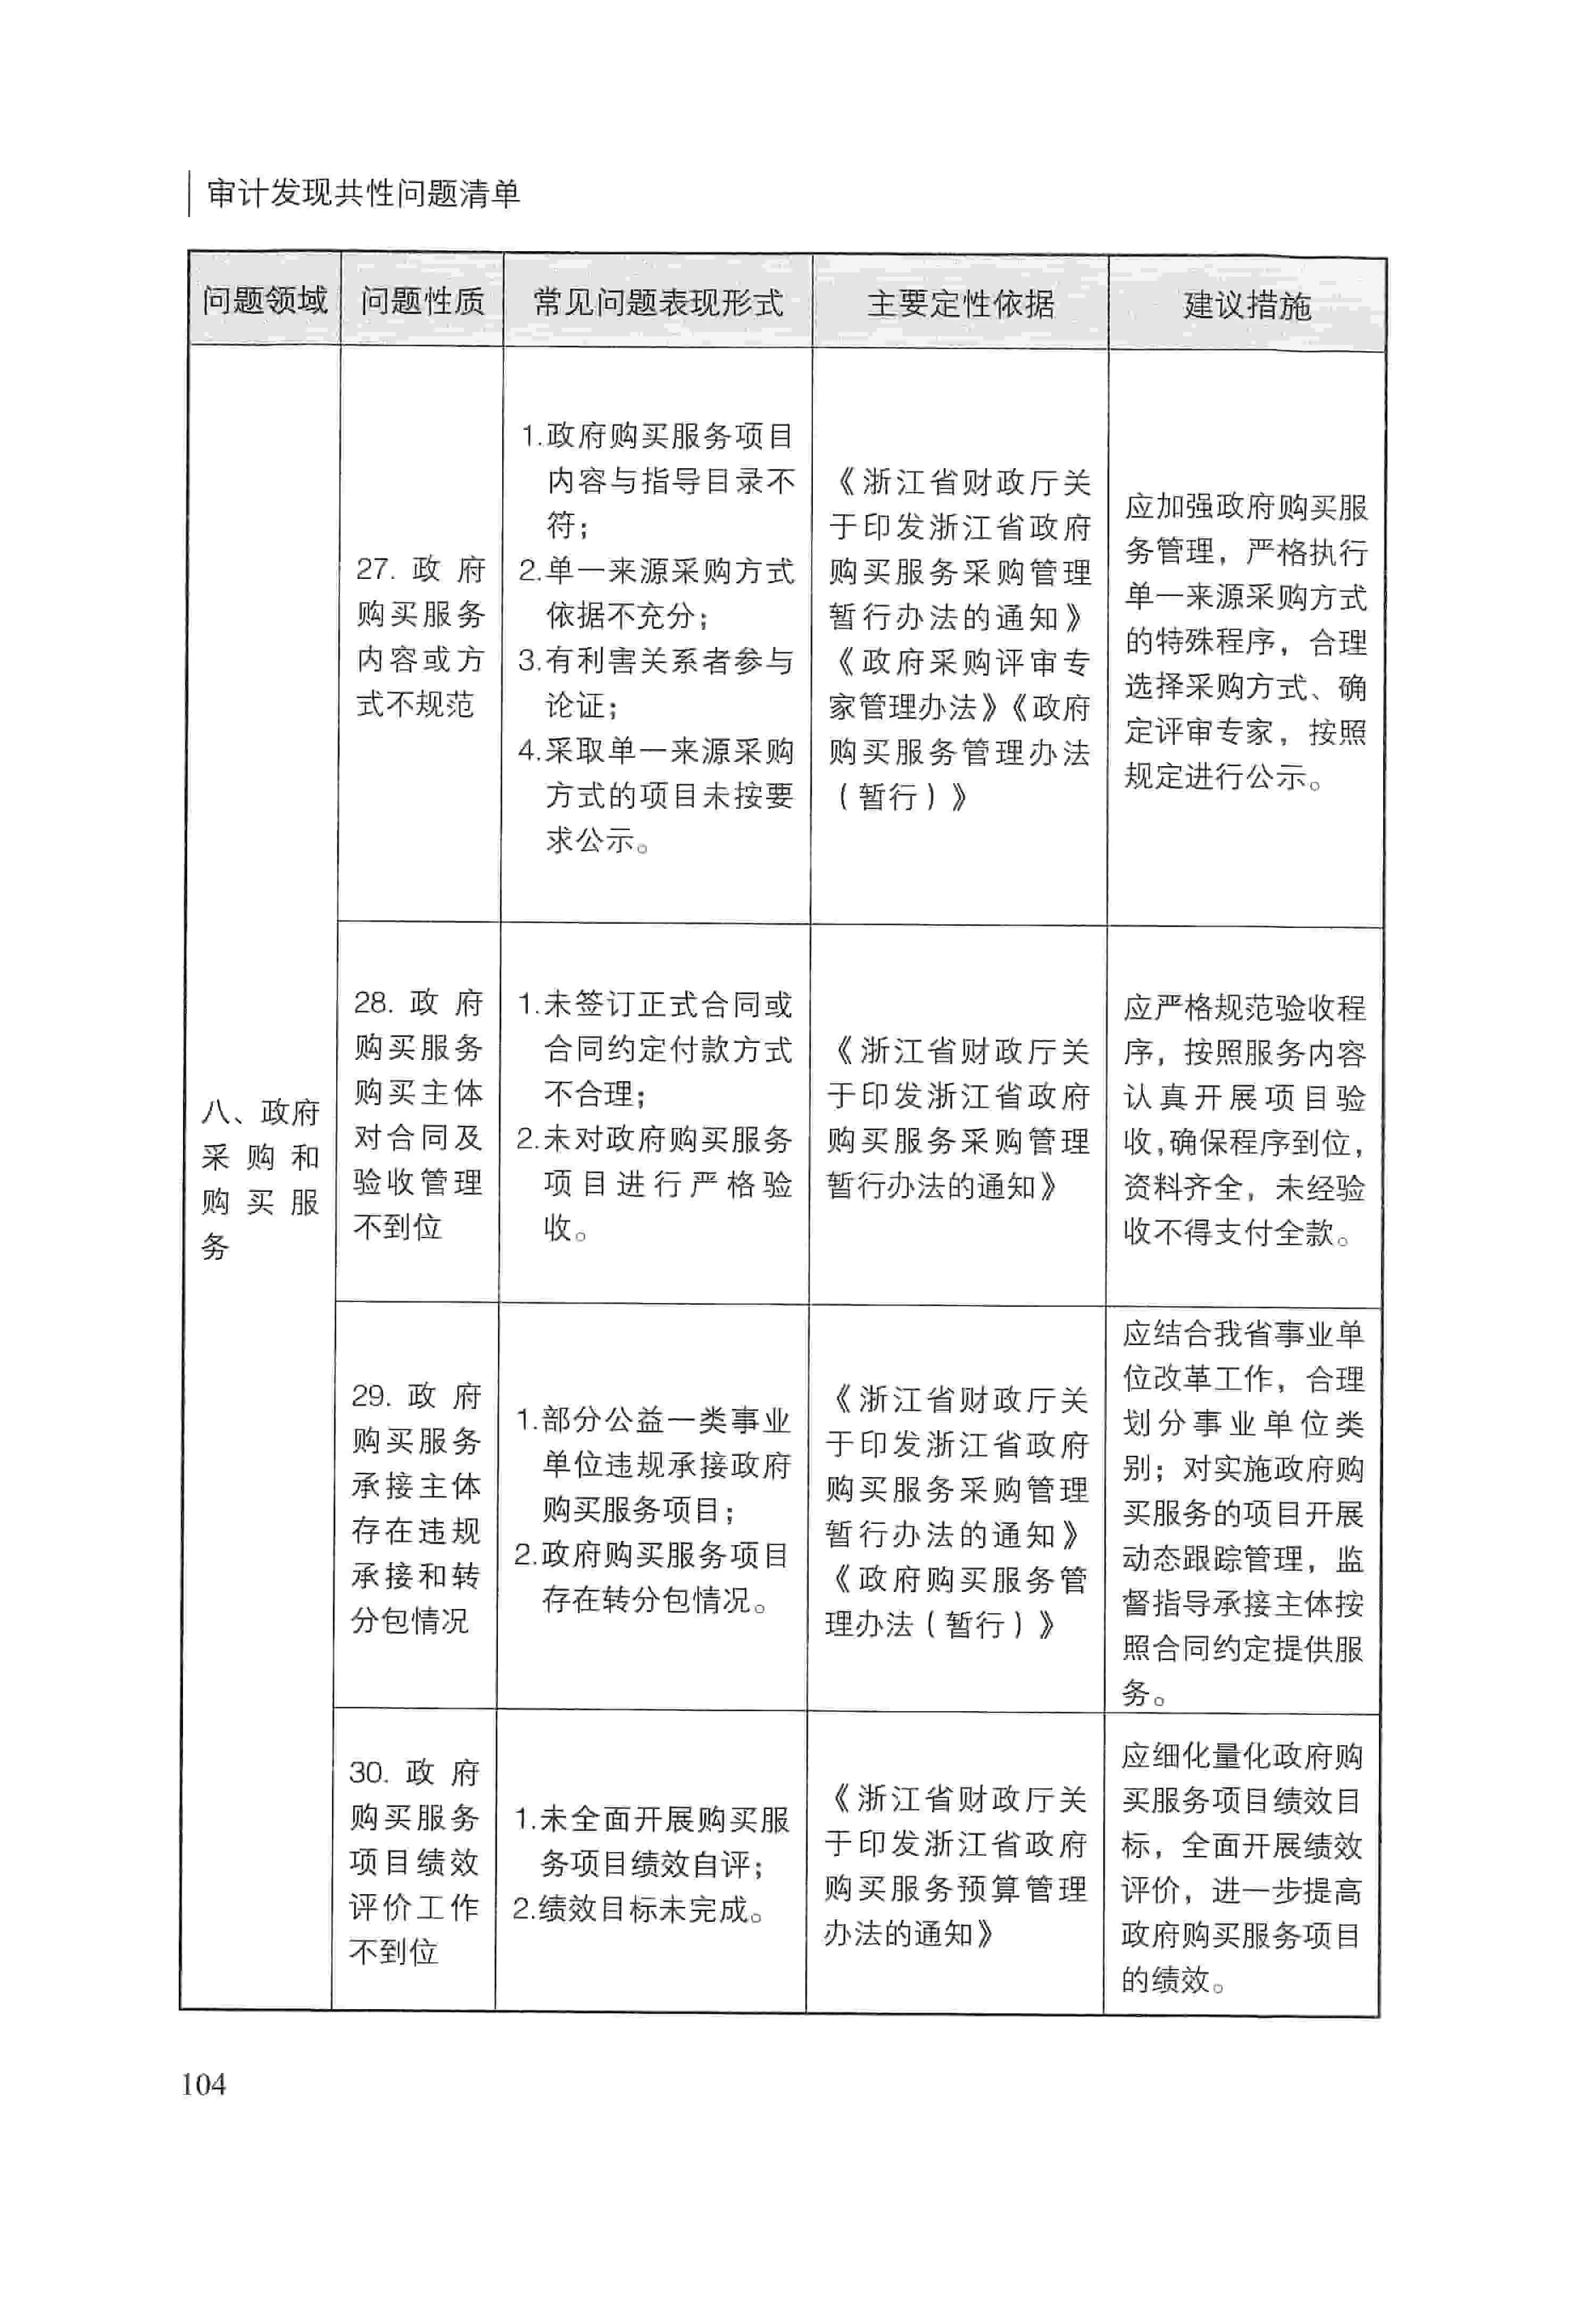 审计发现共性问题清单
问题领域
问题性质
常见问题表现形式
主要定性依据
建议措施
八、政府
采购和
购买服
务
27. 政府
购买服务
内容或方
式不规范
1.政府购买服务项目
内容与指导目录不
符；
2.单一来源采购方式
依据不充分；
3.有利害关系者参与
论证；
4.采取单一来源采购
方式的项目未按要
求公示。
《浙江省财政厅关
于印发浙江省政府
购买服务采购管理
暂行办法的通知》
《政府采购评审专
家管理办法》《政府
购买服务管理办法
（暂行）》
应加强政府购买服
务管理，严格执行
单一来源采购方式
的特殊程序，合理
选择采购方式、确
定评审专家，按照
规定进行公示。
28. 政府
购买服务
购买主体
对合同及
验收管理
不到位
1.未签订正式合同或
合同约定付款方式
不合理；
2.未对政府购买服务
项目进行严格验
收。
《浙江省财政厅关
于印发浙江省政府
购买服务采购管理
暂行办法的通知》
应严格规范验收程
序，按照服务内容
认真开展项目验
收，确保程序到位，
资料齐全，未经验
收不得支付全款。
29. 政府
购买服务
承接主体
存在违规
承接和转
分包情况
1.部分公益一类事业
单位违规承接政府
购买服务项目；
2.政府购买服务项目
存在转分包情况。
《浙江省财政厅关
于印发浙江省政府
购买服务采购管理
暂行办法的通知》
《政府购买服务管
理办法（暂行）》
应结合我省事业单
位改革工作，合理
划分事业单位类
别；对实施政府购
买服务的项目开展
动态跟踪管理，监
督指导承接主体按
照合同约定提供服
务。
30. 政府
购买服务
项目绩效
评价工作
不到位
1.未全面开展购买服
务项目绩效自评；
2.绩效目标未完成。
《浙江省财政厅关
于印发浙江省政府
购买服务预算管理
办法的通知》
应细化量化政府购
买服务项目绩效目
标，全面开展绩效
评价，进一步提高
政府购买服务项目
的绩效。
104